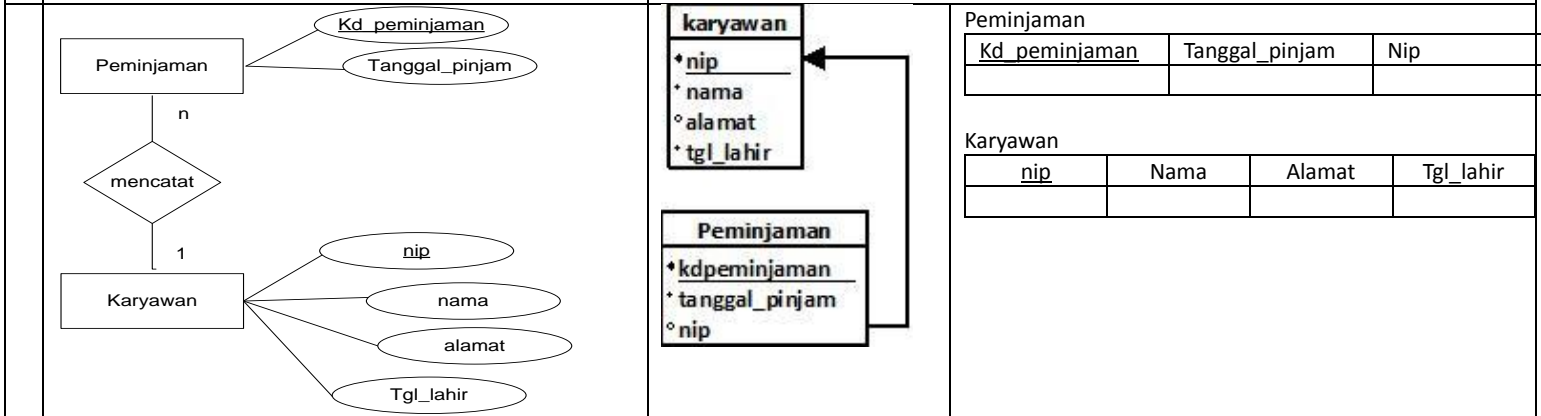 Kd_peminjaman
Peminjaman
Tanggal_pinjam
n
mencatat
1
nip
Karyawan
nama
alamat
Tgl_lahir
karyawan
nip
nama
alamat
tgl_lahir
Peminjaman
kdpeminjaman
tanggal_pinjam
nip
Peminjaman
Kd_peminjaman Tanggal_pinjam Nip
Karyawan
nip Nama Alamat Tgl_lahir